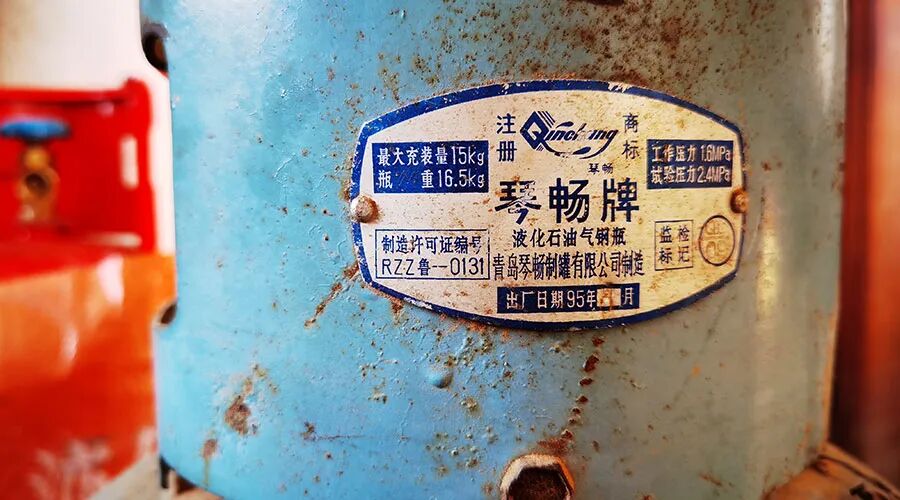 注册 Qinchang 商标
琴畅
最大充装量15kg
瓶重16.5kg
工作压力1.6MPa
试验压力2.4MPa
琴畅牌
液化石油气钢瓶
制造许可证编号
RZZ鲁--0131
青岛琴畅制罐有限公司制造
监检
标记
出厂日期95年 月